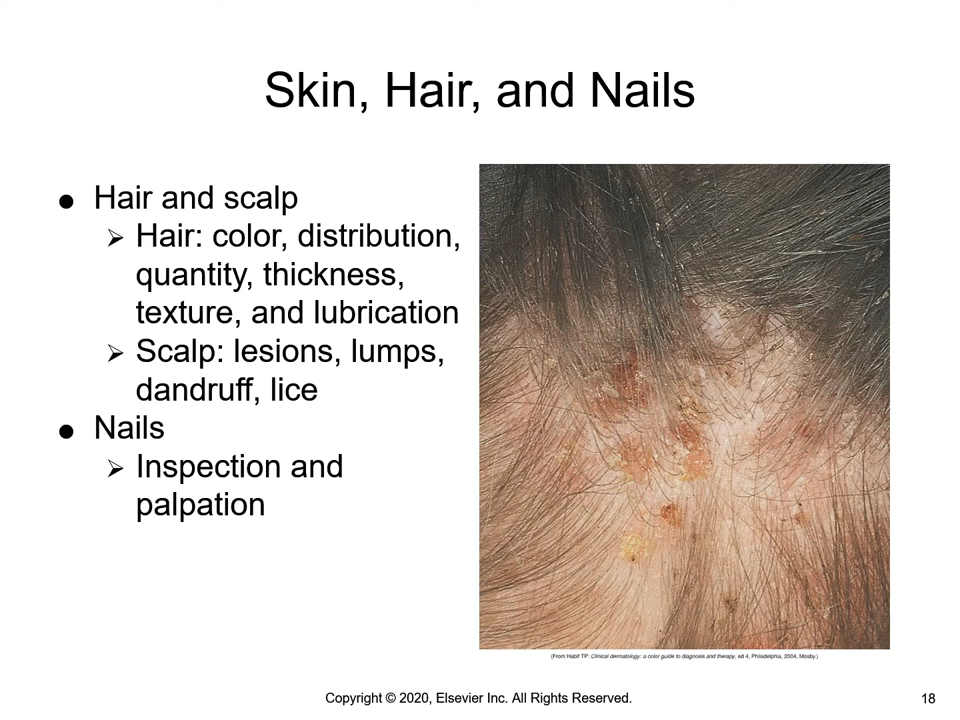 Skin, Hair, and Nails
● Hair and scalp
➢ Hair: color, distribution,
quantity, thickness,
texture, and lubrication
➢ Scalp: lesions, lumps,
dandruff, lice
● Nails
➢ Inspection and
palpation
(From Habif TP: Clinical dermatology: a color guide to diagnosis and therapy, ed 4, Philadelphia, 2004, Mosby.)
Copyright © 2020, Elsevier Inc. All Rights Reserved.
18